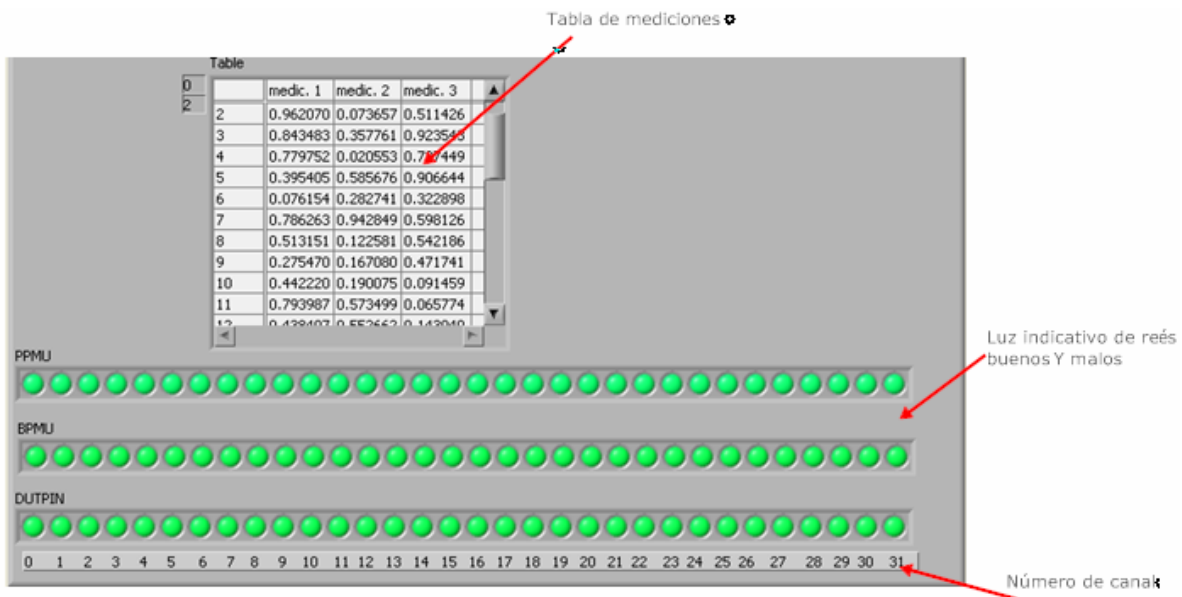 Tabla de mediciones
Table
0
2
medic. 1 medic. 2 medic. 3
2 0.962070 0.073657 0.511426
3 0.843483 0.357761 0.923543
4 0.779752 0.020553 0.787449
5 0.395405 0.585676 0.906644
6 0.076154 0.282741 0.322898
7 0.786263 0.942849 0.598126
8 0.513151 0.122581 0.542186
9 0.275470 0.167080 0.471741
10 0.442220 0.190075 0.091459
11 0.793987 0.573499 0.065774
Luz indicativo de reés
buenos Y malos
PPMU
BPMU
DUTPIN
0 1 2 3 4 5 6 7 8 9 10 11 12 13 14 15 16 17 18 19 20 21 22 23 24 25 26 27 28 29 30 31
Número de canal